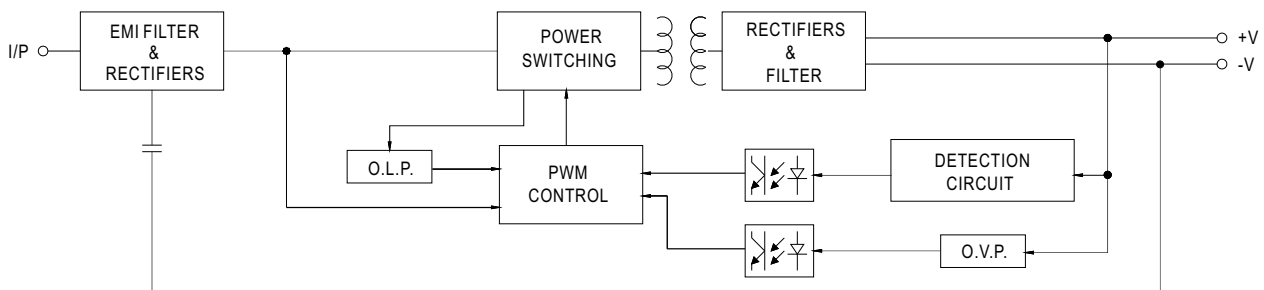 I/P
EMI FILTER
&
RECTIFIERS
POWER
SWITCHING
RECTIFIERS
&
FILTER
+V
-V
O.L.P.
PWM
CONTROL
DETECTION
CIRCUIT
O.V.P.